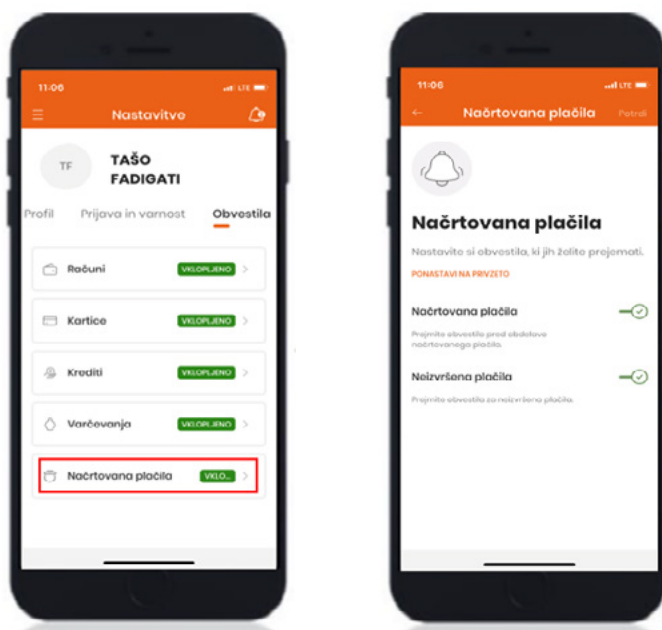 11:06
LTE
Nastavitve
TF
TAŠO
FADIGATI
Profil Prijava in varnost Obvestila
Računi VKLOPLJENO
Kartice VKLOPLJENO
Krediti VKLOPLJENO
Varčevanja VKLOPLJENO
Načrtovana plačila VKLO...
11:06
LTE
Načrtovana plačila Potrdi
Načrtovana plačila
Nastavite si obvestila, ki jih želite prejemati.
PONASTAVI NA PRIVZETO
Načrtovana plačila
Prejmite obvestila pred obdelavo
načrtovanega plačila.
Neizvršena plačila
Prejmite obvestila za neizvršena plačila.